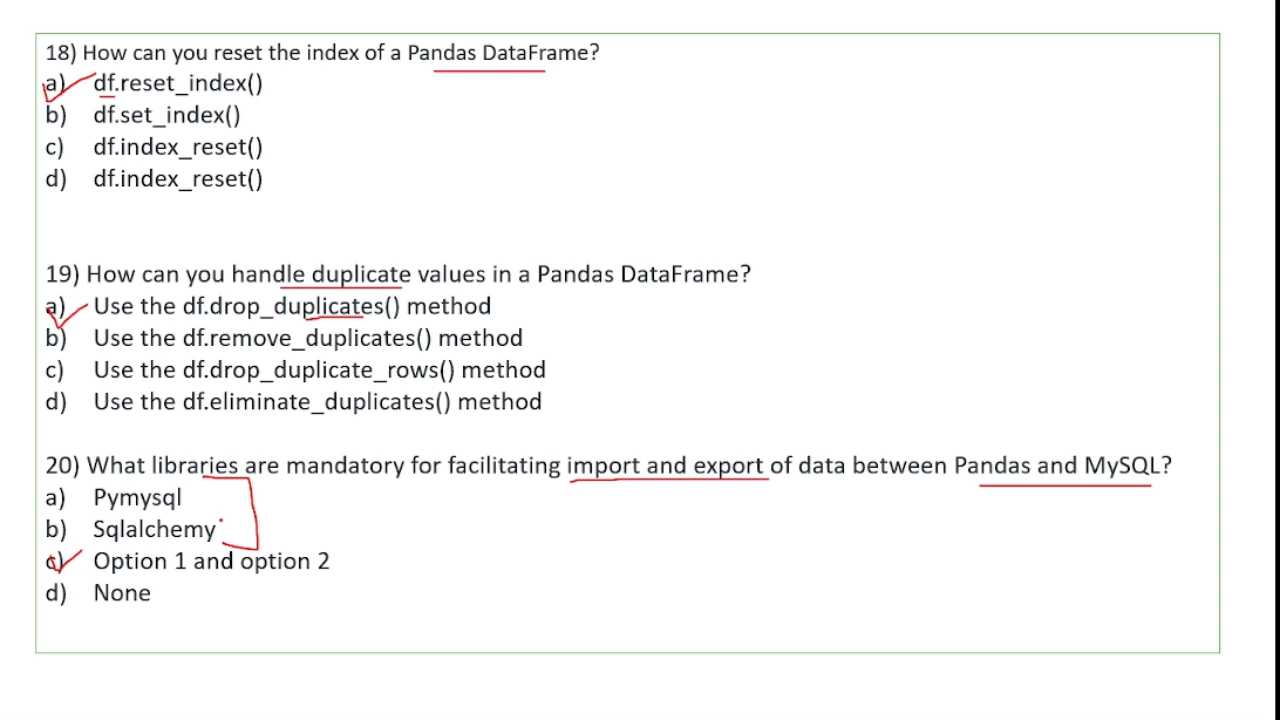 18) How can you reset the index of a Pandas DataFrame?
a) df.reset_index()
b) df.set_index()
c) df.index_reset()
d) df.index_reset()
19) How can you handle duplicate values in a Pandas DataFrame?
a) Use the df.drop_duplicates() method
b) Use the df.remove_duplicates() method
c) Use the df.drop_duplicate_rows() method
d) Use the df.eliminate_duplicates() method
20) What libraries are mandatory for facilitating import and export of data between Pandas and MySQL?
a) Pymysql
b) Sqlalchemy
c) Option 1 and option 2
d) None